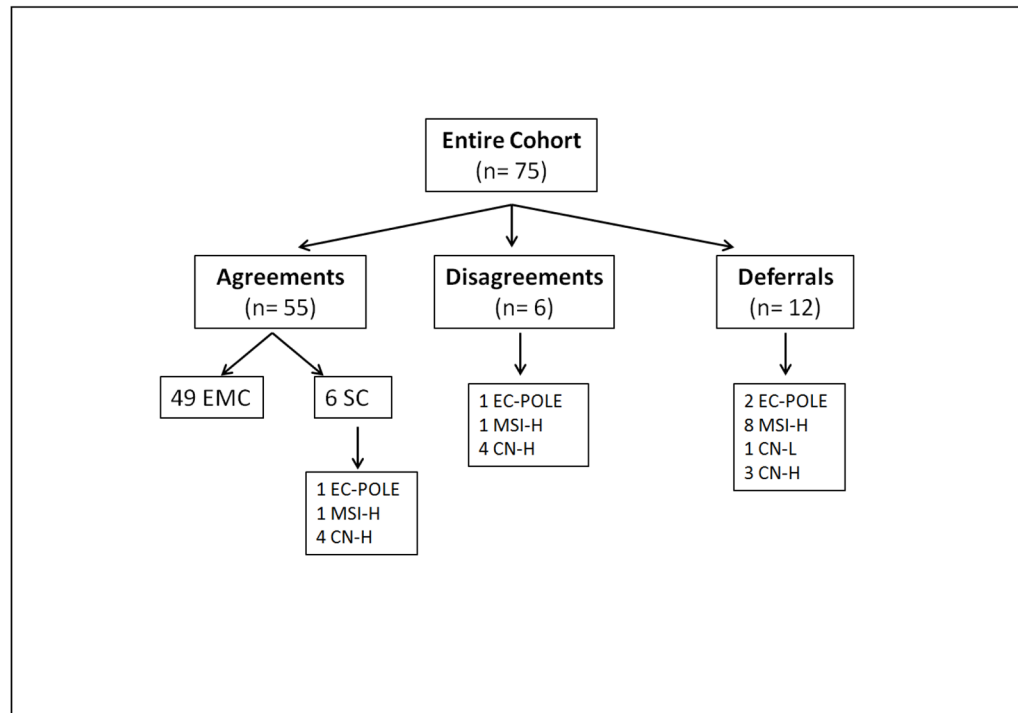 Entire Cohort
(n= 75)
Agreements
(n= 55)
Disagreements
(n= 6)
Deferrals
(n= 12)
49 EMC
6 SC
1 EC-POLE
1 MSI-H
4 CN-H
1 EC-POLE
1 MSI-H
4 CN-H
2 EC-POLE
8 MSI-H
1 CN-L
3 CN-H